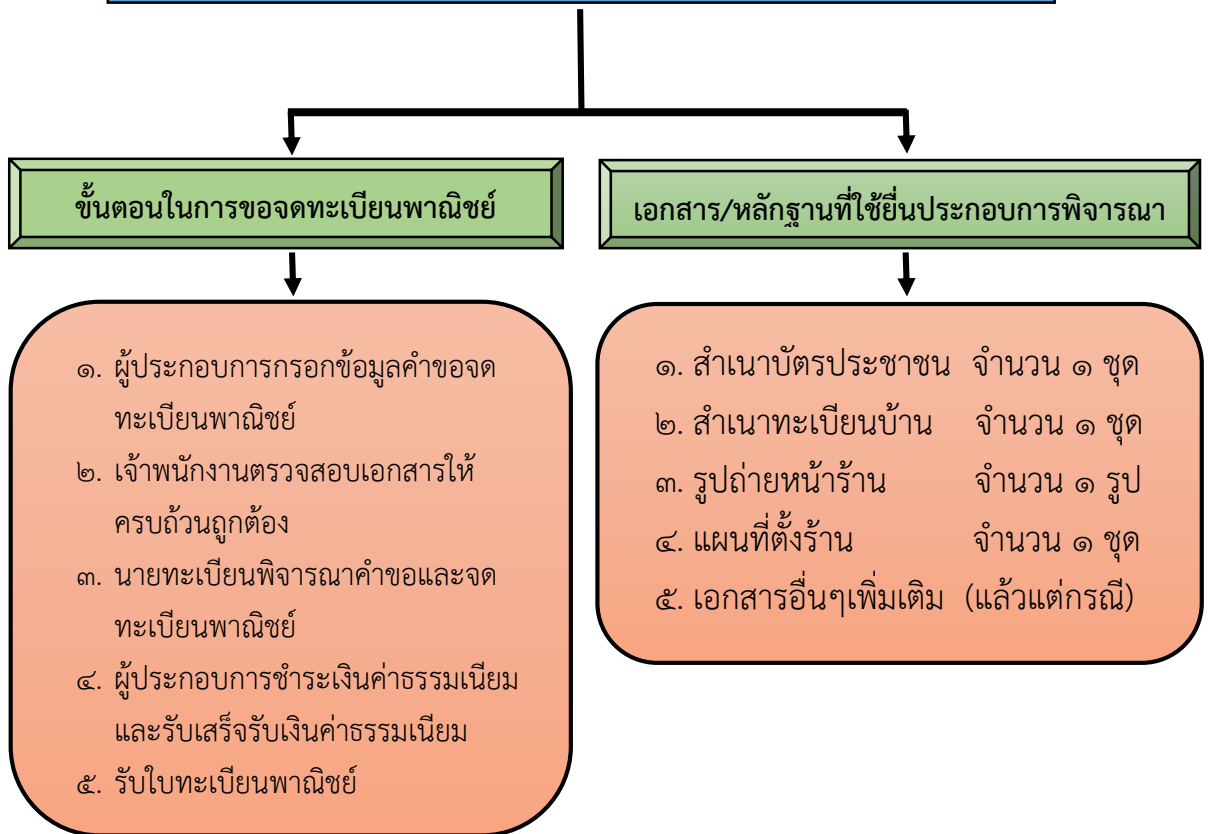 ขั้นตอนในการขอจดทะเบียนพาณิชย์
๑. ผู้ประกอบการกรอกข้อมูลคำขอจด
ทะเบียนพาณิชย์
๒. เจ้าพนักงานตรวจสอบเอกสารให้
ครบถ้วนถูกต้อง
๓. นายทะเบียนพิจารณาคำขอและจด
ทะเบียนพาณิชย์
๔. ผู้ประกอบการชำระเงินค่าธรรมเนียม
และรับเสร็จรับเงินค่าธรรมเนียม
๕. รับใบทะเบียนพาณิชย์
เอกสาร/หลักฐานที่ใช้ยื่นประกอบการพิจารณา
๑. สำเนาบัตรประชาชน จำนวน ๑ ชุด
๒. สำเนาทะเบียนบ้าน จำนวน ๑ ชุด
๓. รูปถ่ายหน้าร้าน จำนวน ๑ รูป
๔. แผนที่ตั้งร้าน จำนวน ๑ ชุด
๕. เอกสารอื่นๆเพิ่มเติม (แล้วแต่กรณี)